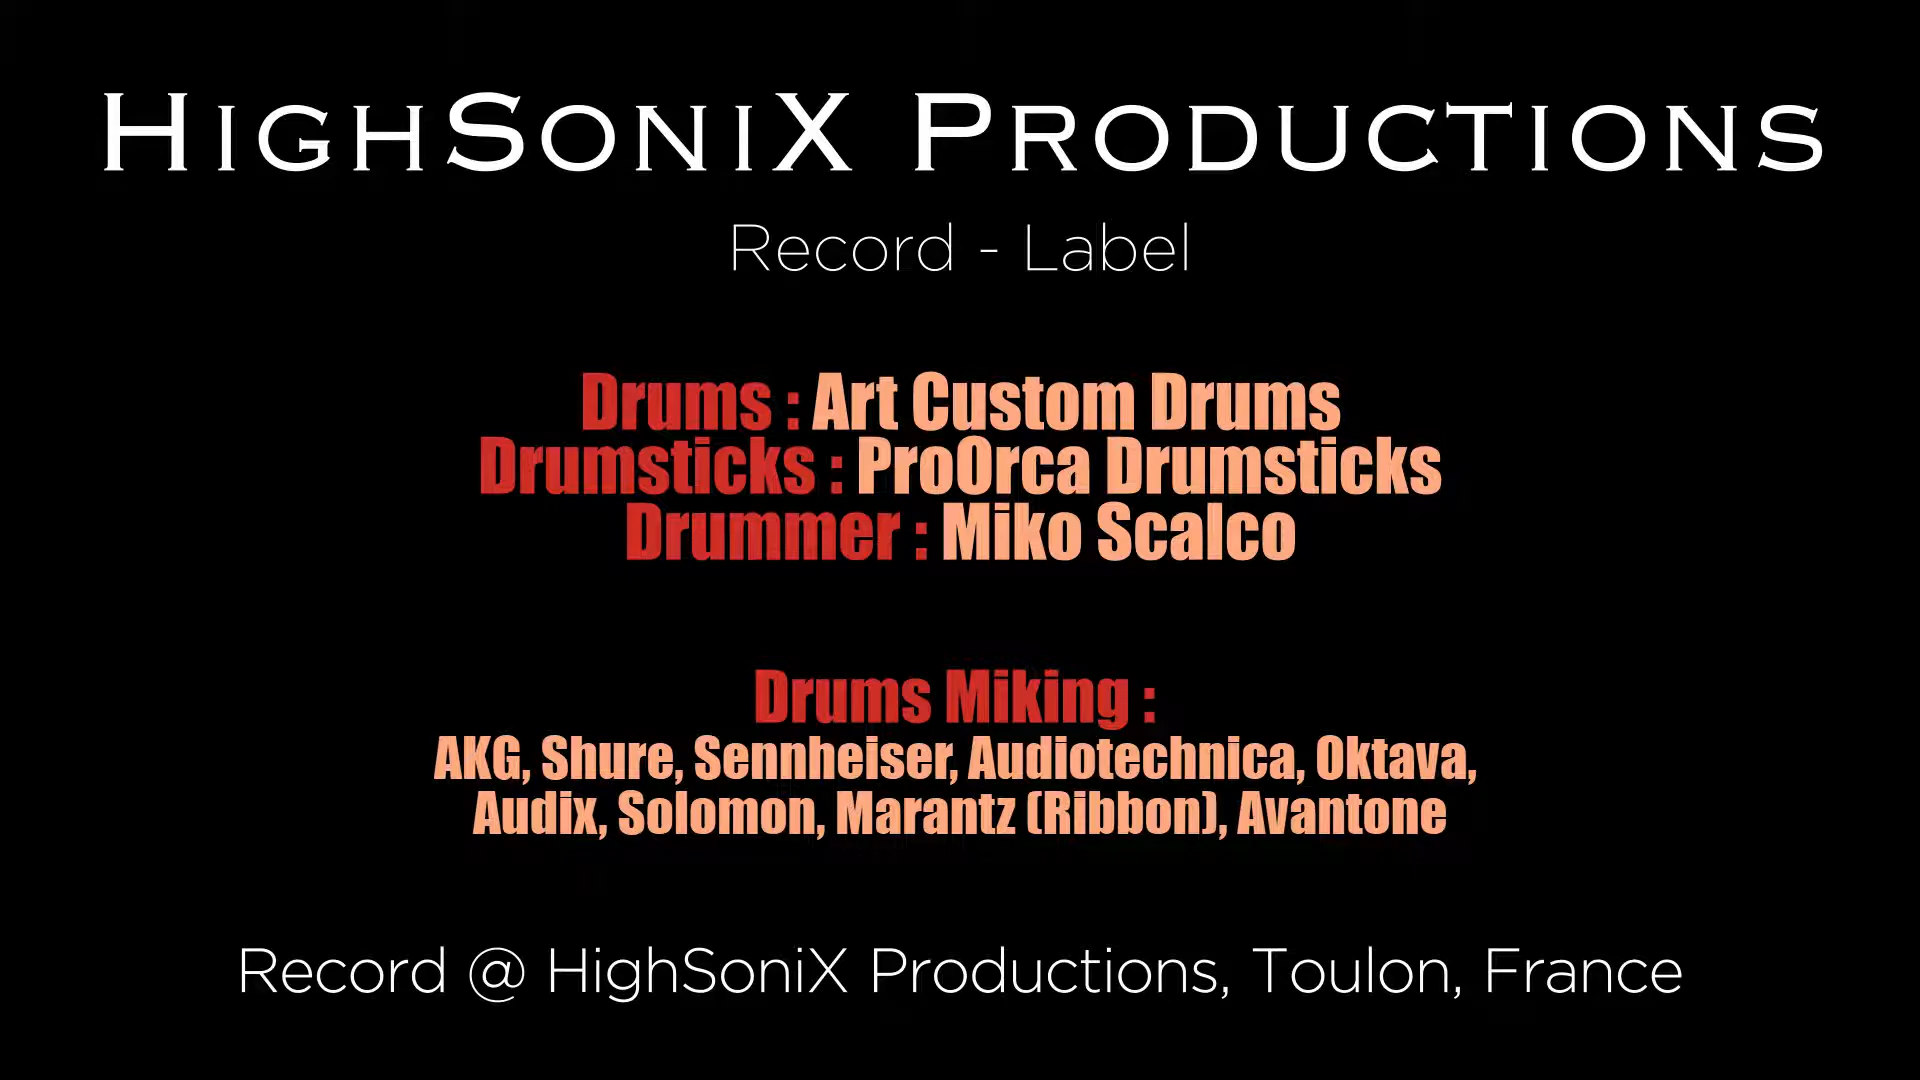 HIGHSONIX PRODUCTIONS
Record - Label
Drums : Art Custom Drums
Drumsticks : ProOrca Drumsticks
Drummer : Miko Scalco
Drums Miking :
AKG, Shure, Sennheiser, Audiotechnica, Oktava,
Audix, Solomon, Marantz (Ribbon), Avantone
Record @ HighSoniX Productions, Toulon, France